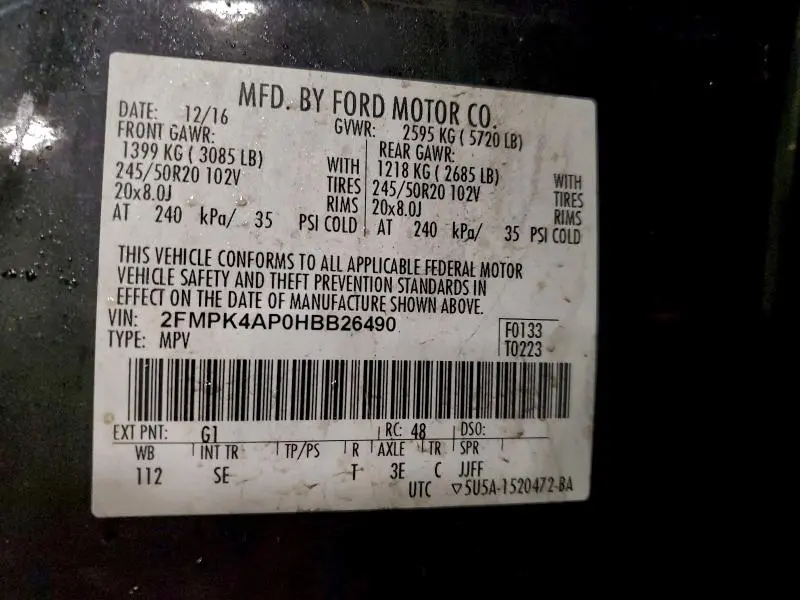 MFD. BY FORD MOTOR CO.
DATE: 12/16 GVWR: 2595 KG ( 5720 LB)
FRONT GAWR: REAR GAWR:
1399 KG ( 3085 LB) WITH 1218 KG ( 2685 LB) WITH
245/50R20 102V TIRES 245/50R20 102V TIRES
20x8.0J RIMS 20x8.0J RIMS
AT 240 kPa/ 35 PSI COLD AT 240 kPa/ 35 PSI COLD
THIS VEHICLE CONFORMS TO ALL APPLICABLE FEDERAL MOTOR
VEHICLE SAFETY AND THEFT PREVENTION STANDARDS IN
EFFECT ON THE DATE OF MANUFACTURE SHOWN ABOVE.
VIN: 2FMPK4AP0HBB26490 F0133
TYPE: MPV T0223
EXT PNT: G1 RC: 48 DSO:
WB INT TR TP/PS R AXLE TR SPR
112 SE T 3E C JJFF
UTC ▽5U5A-1520472-BA